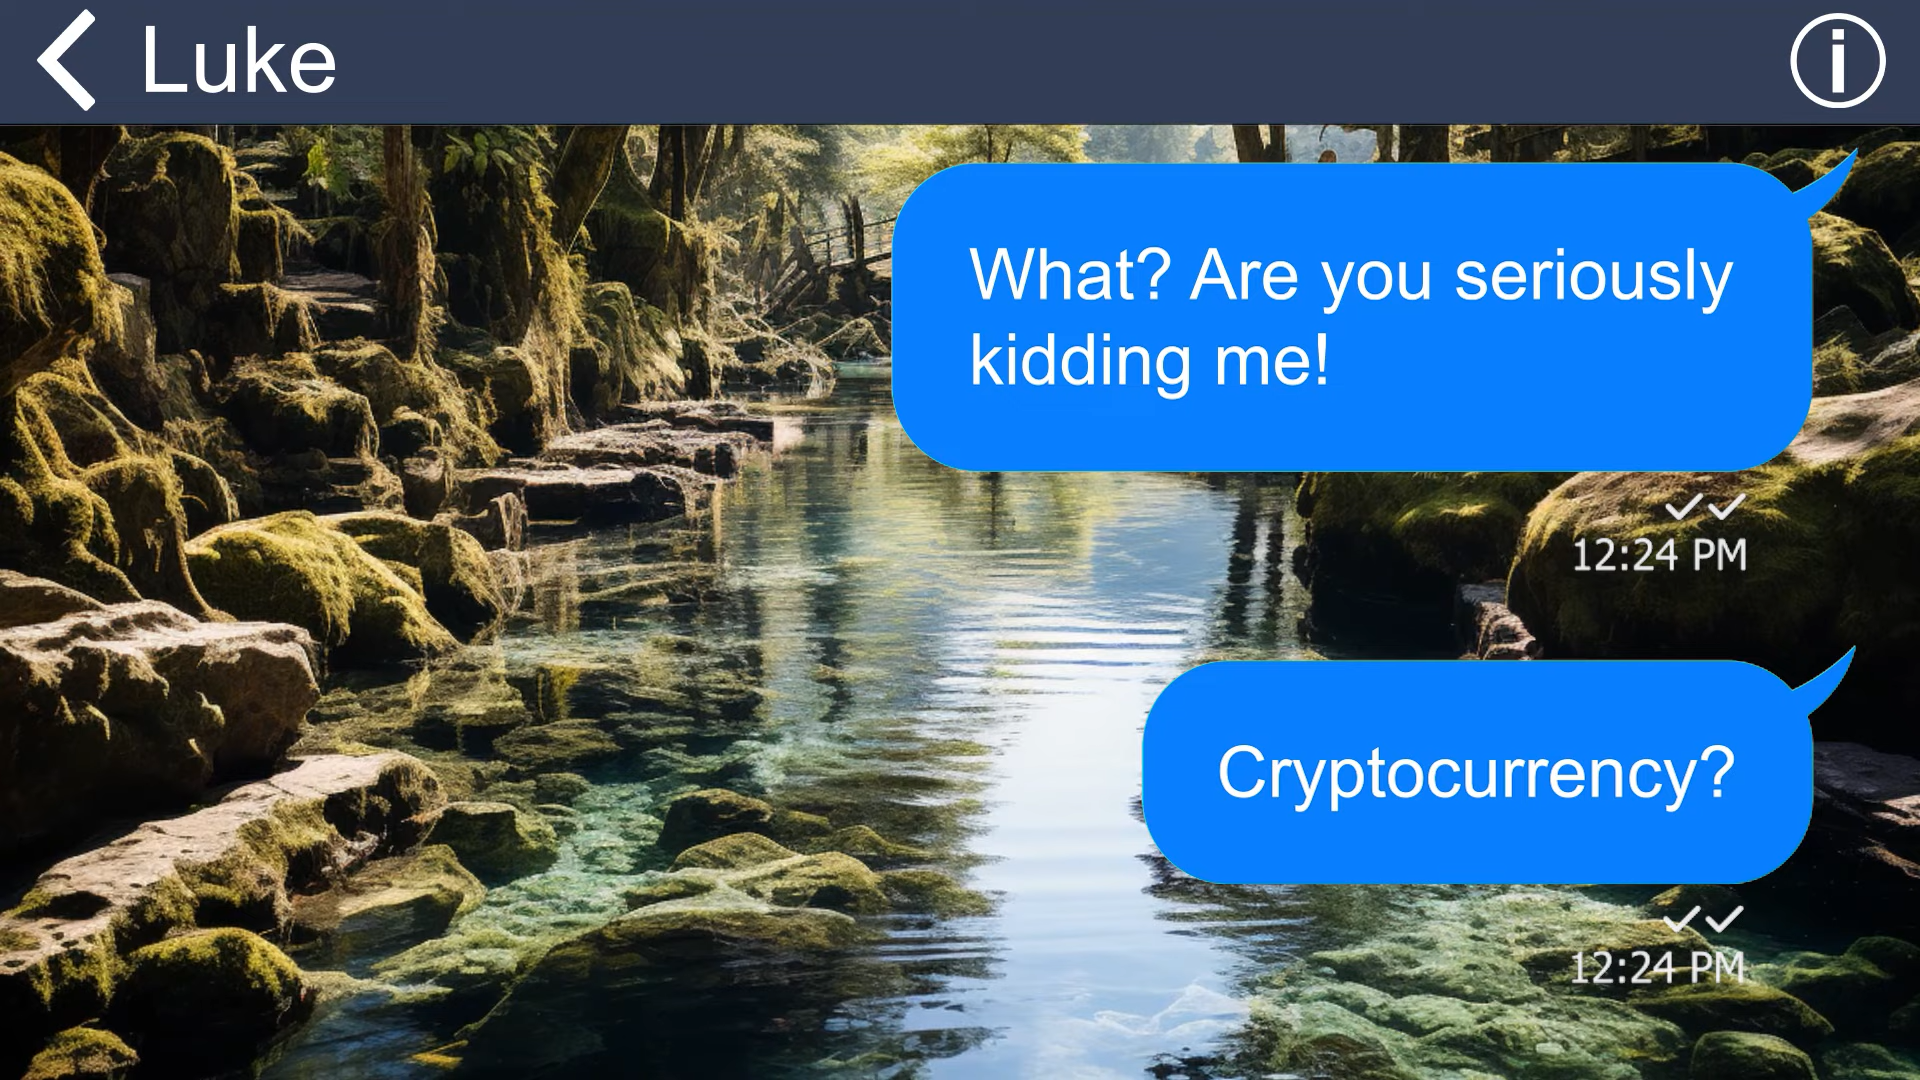 Luke
What? Are you seriously
kidding me!
12:24 PM
Cryptocurrency?
12:24 PM